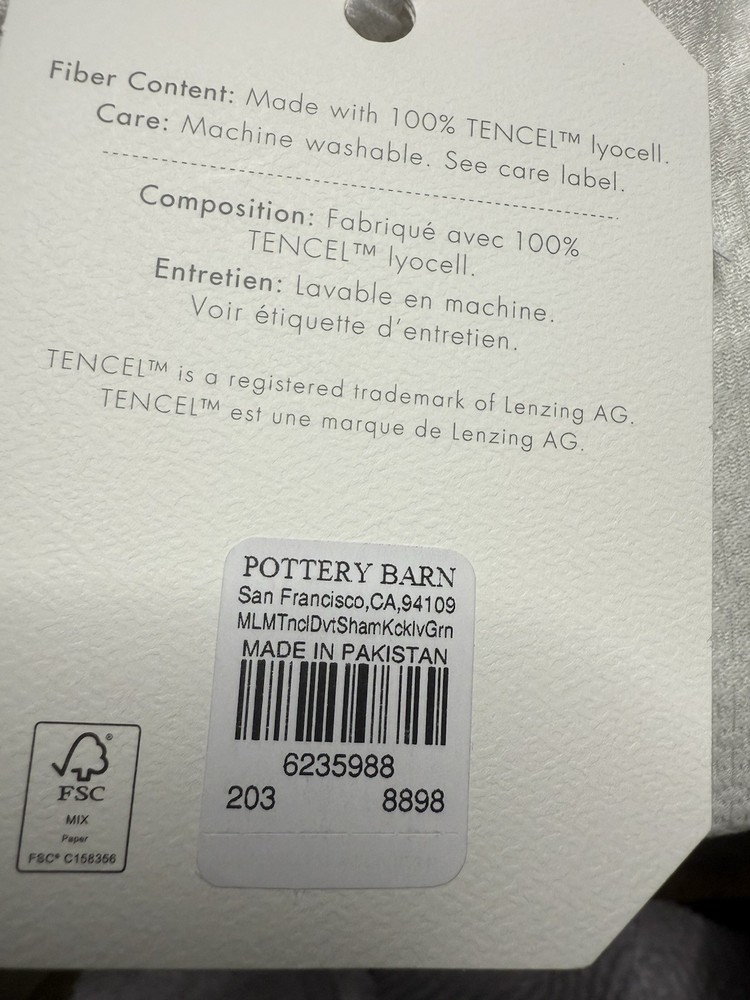 Fiber Content: Made with 100% TENCEL™ lyocell.
Care: Machine washable. See care label.
Composition: Fabriqué avec 100%
TENCEL™ lyocell.
Entretien: Lavable en machine.
Voir étiquette d'entretien.
TENCEL™ is a registered trademark of Lenzing AG.
TENCEL™ est une marque de Lenzing AG.
POTTERY BARN
San Francisco,CA,94109
MLMTnclDvtShamKcklvGrn
MADE IN PAKISTAN
6235988
203 8898
®
FSC
MIX
Paper
FSC® C158356